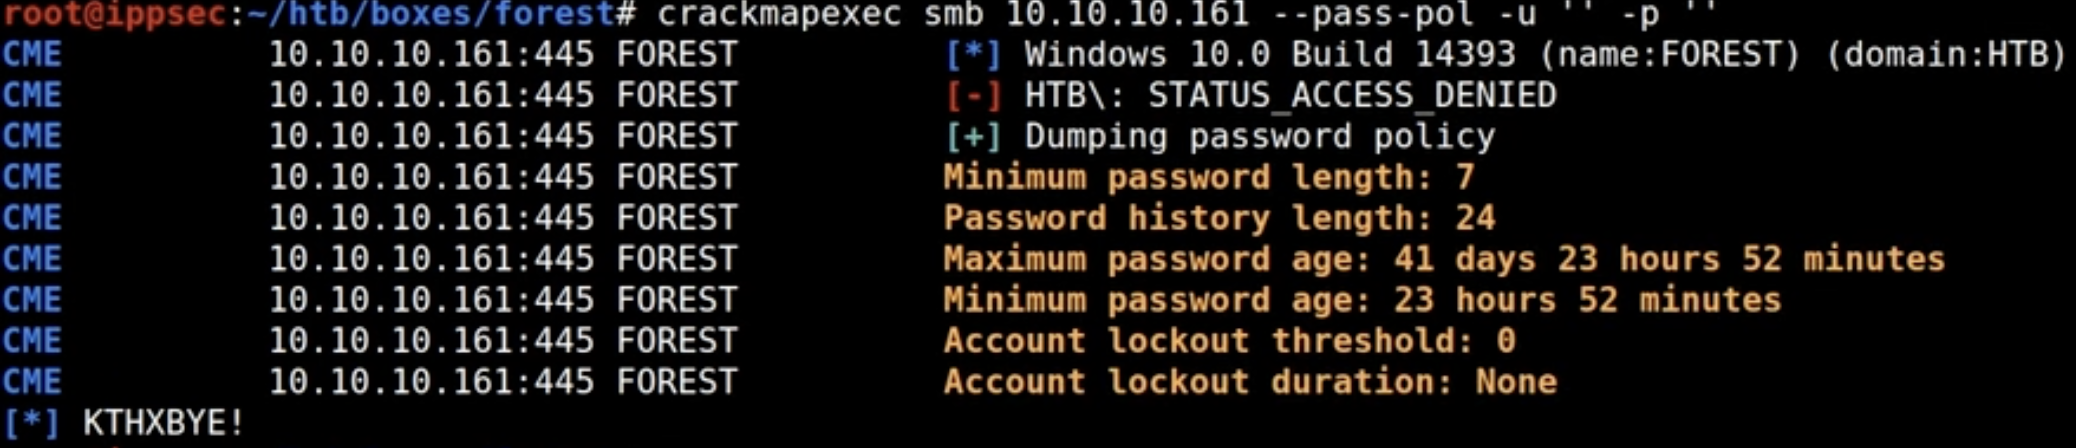 root@ippsec:~/htb/boxes/forest# crackmapexec smb 10.10.10.161 --pass-pol -u '' -p ''
CME 10.10.10.161:445 FOREST [*] Windows 10.0 Build 14393 (name:FOREST) (domain:HTB)
CME 10.10.10.161:445 FOREST [-] HTB\: STATUS_ACCESS_DENIED
CME 10.10.10.161:445 FOREST [+] Dumping password policy
CME 10.10.10.161:445 FOREST Minimum password length: 7
CME 10.10.10.161:445 FOREST Password history length: 24
CME 10.10.10.161:445 FOREST Maximum password age: 41 days 23 hours 52 minutes
CME 10.10.10.161:445 FOREST Minimum password age: 23 hours 52 minutes
CME 10.10.10.161:445 FOREST Account lockout threshold: 0
CME 10.10.10.161:445 FOREST Account lockout duration: None
[*] KTHXBYE!